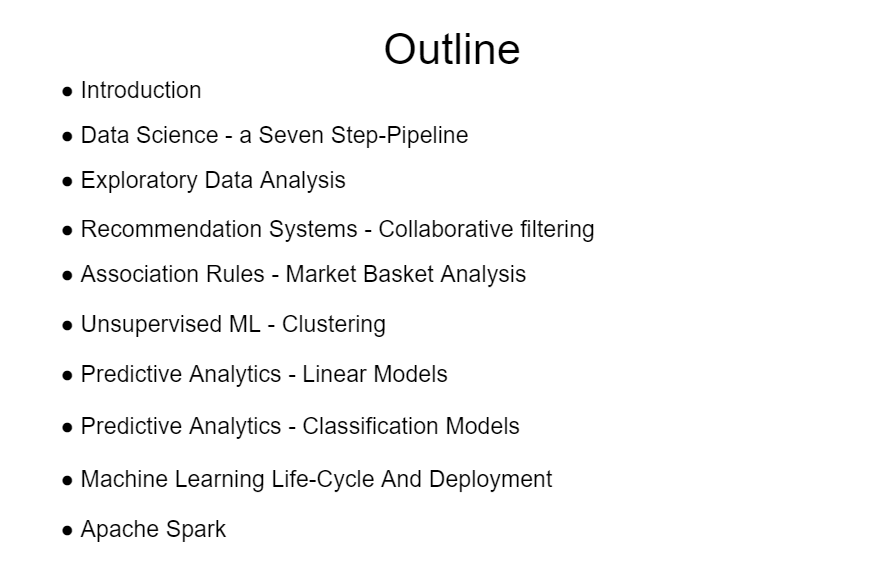 Outline
● Introduction
● Data Science - a Seven Step-Pipeline
● Exploratory Data Analysis
● Recommendation Systems - Collaborative filtering
● Association Rules - Market Basket Analysis
● Unsupervised ML - Clustering
● Predictive Analytics - Linear Models
● Predictive Analytics - Classification Models
● Machine Learning Life-Cycle And Deployment
● Apache Spark